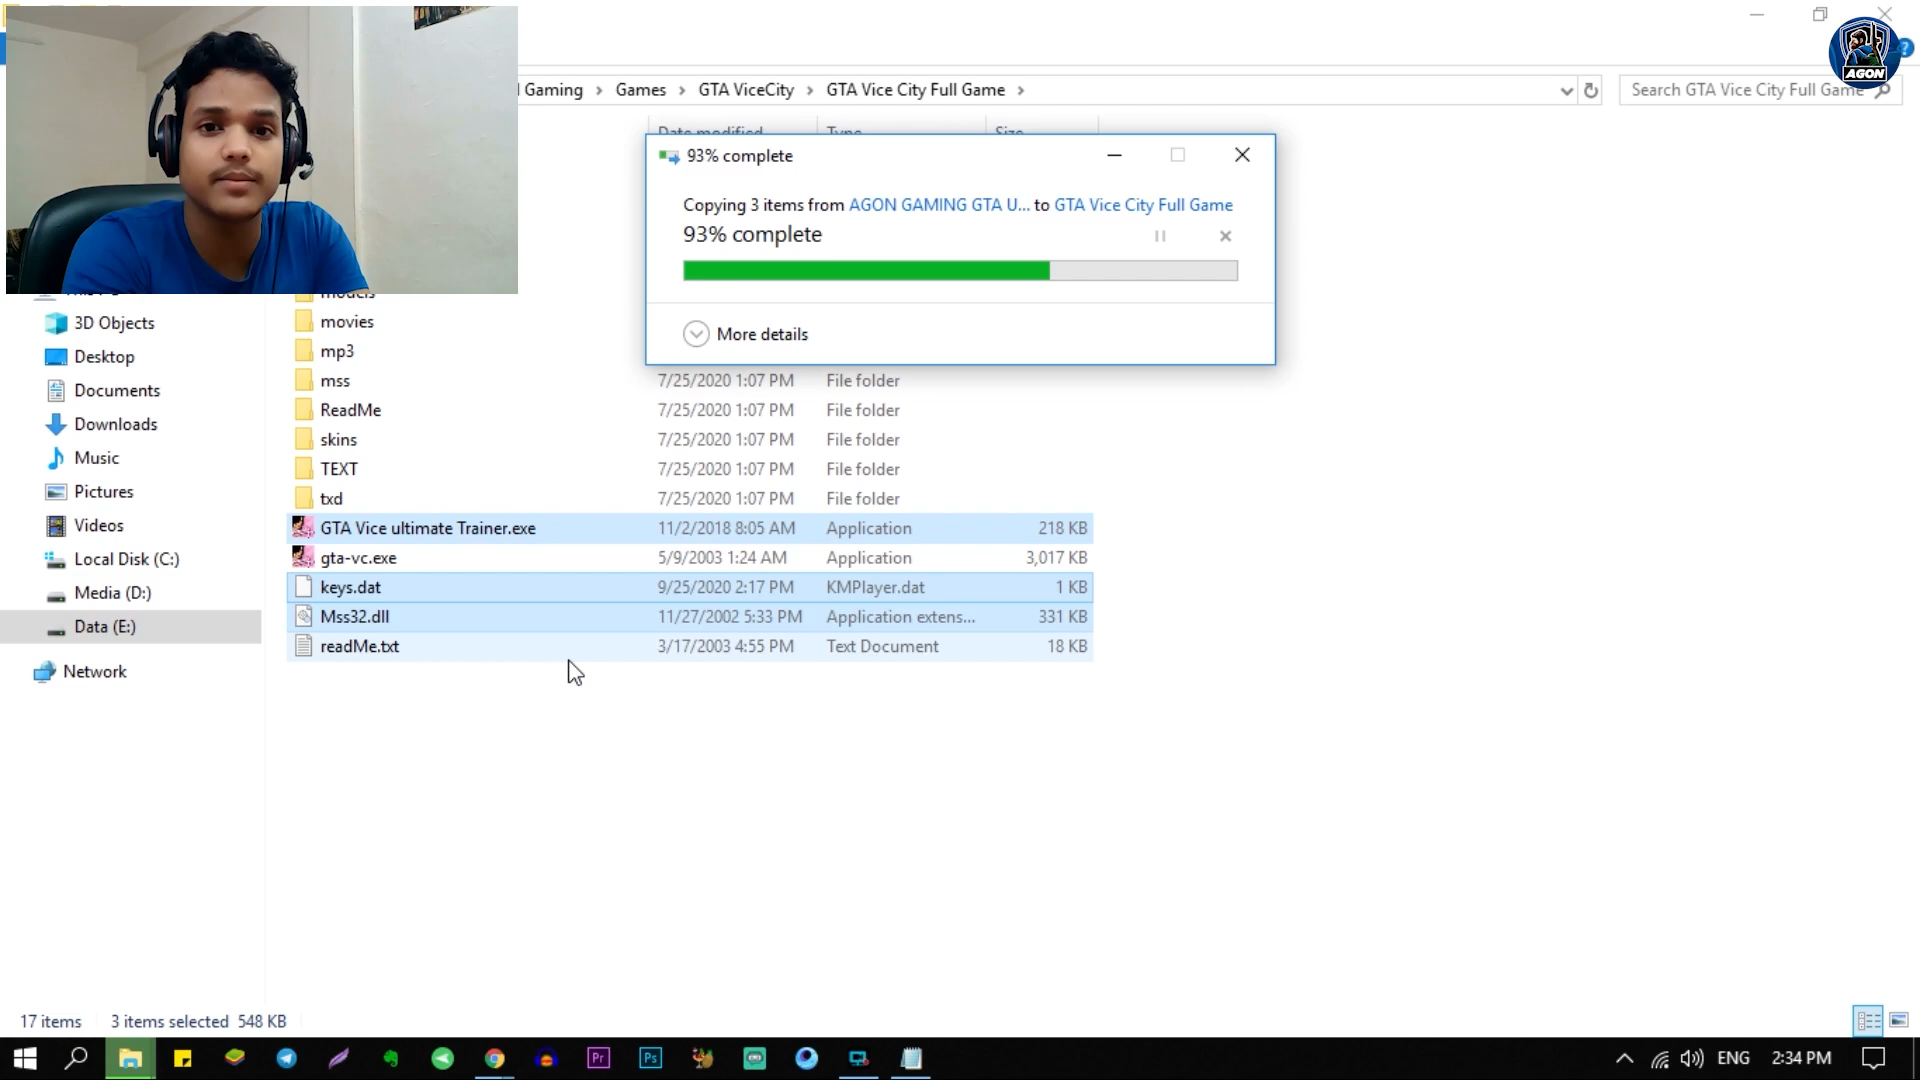 AGON
Gaming > Games > GTA ViceCity > GTA Vice City Full Game >
Search GTA Vice City Full Game
Date modified Type Size
93% complete
Copying 3 items from AGON GAMING GTA U... to GTA Vice City Full Game
93% complete
More details
models
3D Objects
Desktop
Documents
Downloads
Music
Pictures
Videos
Local Disk (C:)
Media (D:)
Data (E:)
Network
movies
mp3
mss 7/25/2020 1:07 PM File folder
ReadMe 7/25/2020 1:07 PM File folder
skins 7/25/2020 1:07 PM File folder
TEXT 7/25/2020 1:07 PM File folder
txd 7/25/2020 1:07 PM File folder
GTA Vice ultimate Trainer.exe 11/2/2018 8:05 AM Application 218 KB
gta-vc.exe 5/9/2003 1:24 AM Application 3,017 KB
keys.dat 9/25/2020 2:17 PM KMPlayer.dat 1 KB
Mss32.dll 11/27/2002 5:33 PM Application extens... 331 KB
readMe.txt 3/17/2003 4:55 PM Text Document 18 KB
17 items 3 items selected 548 KB
Pr Ps ENG 2:34 PM